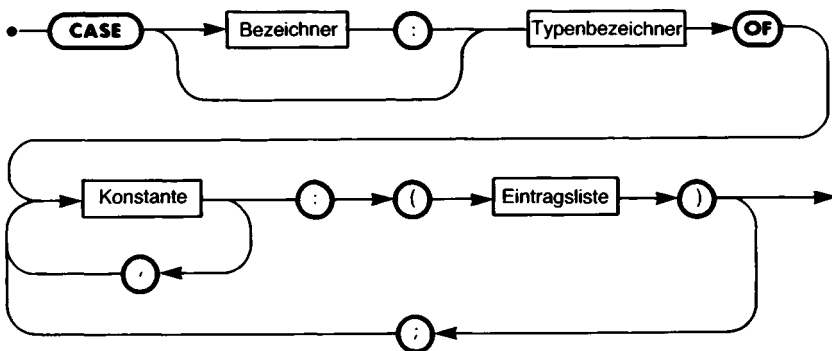 CASE Bezeichner : Typenbezeichner OF
Konstante : ( Eintragsliste )
,
;